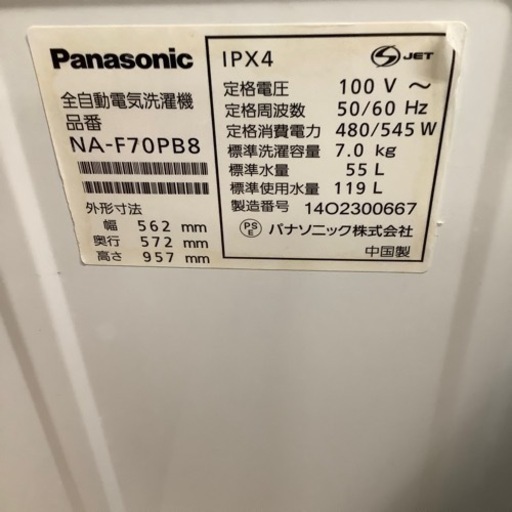 Panasonic
全自動電気洗濯機
品番
NA-F70PB8
外形寸法
幅 562 mm
奥行 572 mm
高さ 957 mm
IPX4
S JET
定格電圧 100 V ～
定格周波数 50/60 Hz
定格消費電力 480/545 W
標準洗濯容量 7.0 kg
標準水量 55 L
標準使用水量 119 L
製造番号 14O2300667
PS E パナソニック株式会社
中国製